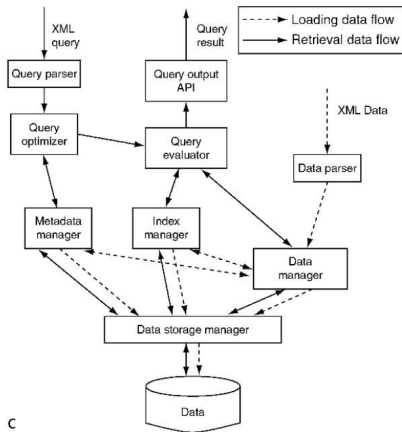 XML
query
Query
result
Loading data flow
Retrieval data flow
Query parser
Query output
API
XML Data
Query
optimizer
Query
evaluator
Data parser
Metadata
manager
Index
manager
Data
manager
Data storage manager
Data
C